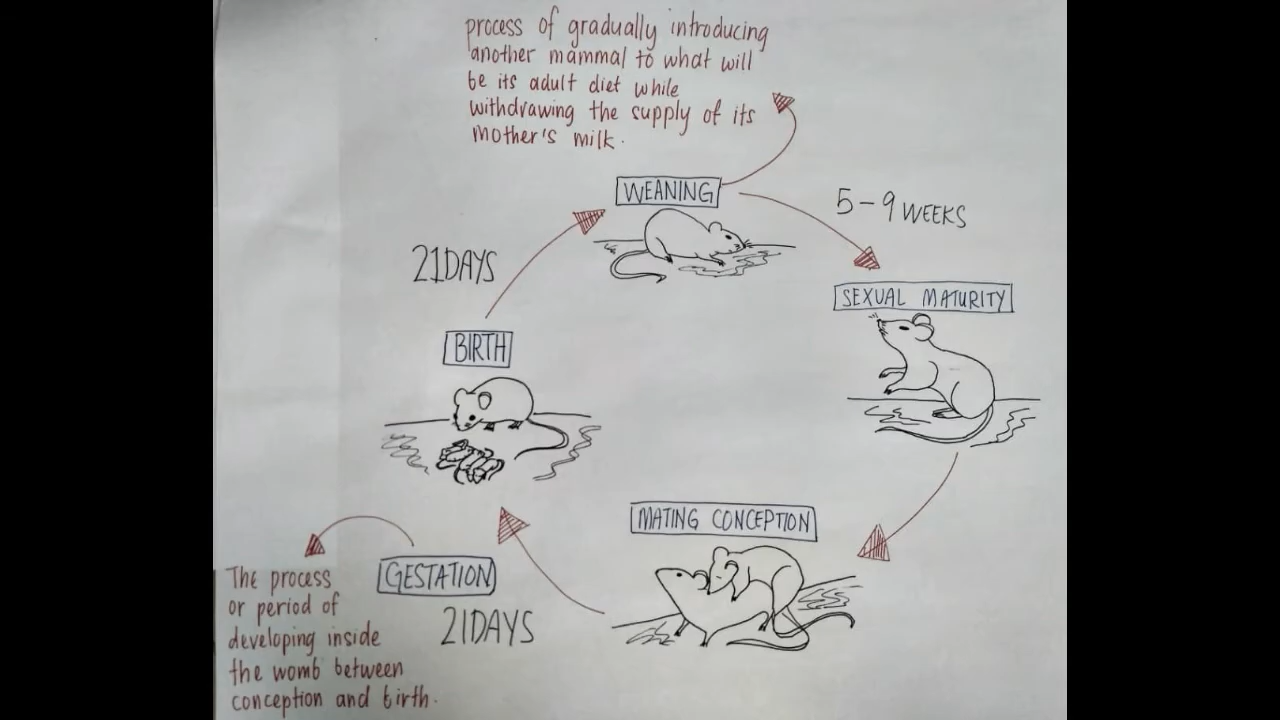 process of gradually introducing
another mammal to what will
be its adult diet while
withdrawing the supply of its
mother's milk.
WEANING
5-9 WEEKS
21DAYS
SEXUAL MATURITY
BIRTH
MATING CONCEPTION
GESTATION
21DAYS
The process
or period of
developing inside
the womb between
conception and birth.